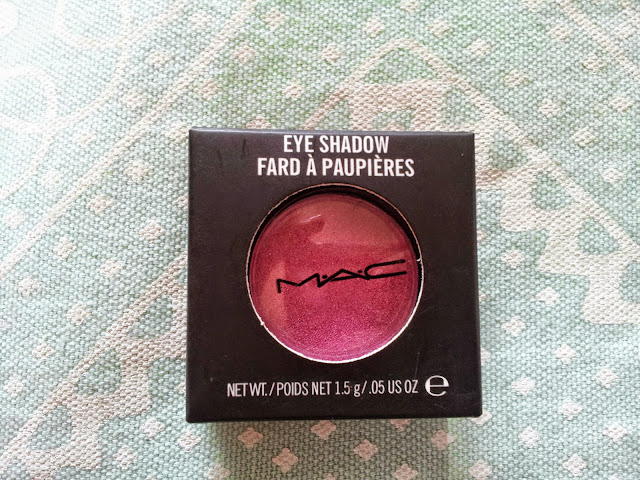 EYE SHADOW
FARD À PAUPIÈRES
M·A·C
NET WT./POIDS NET 1.5 g/.05 US OZ ℮